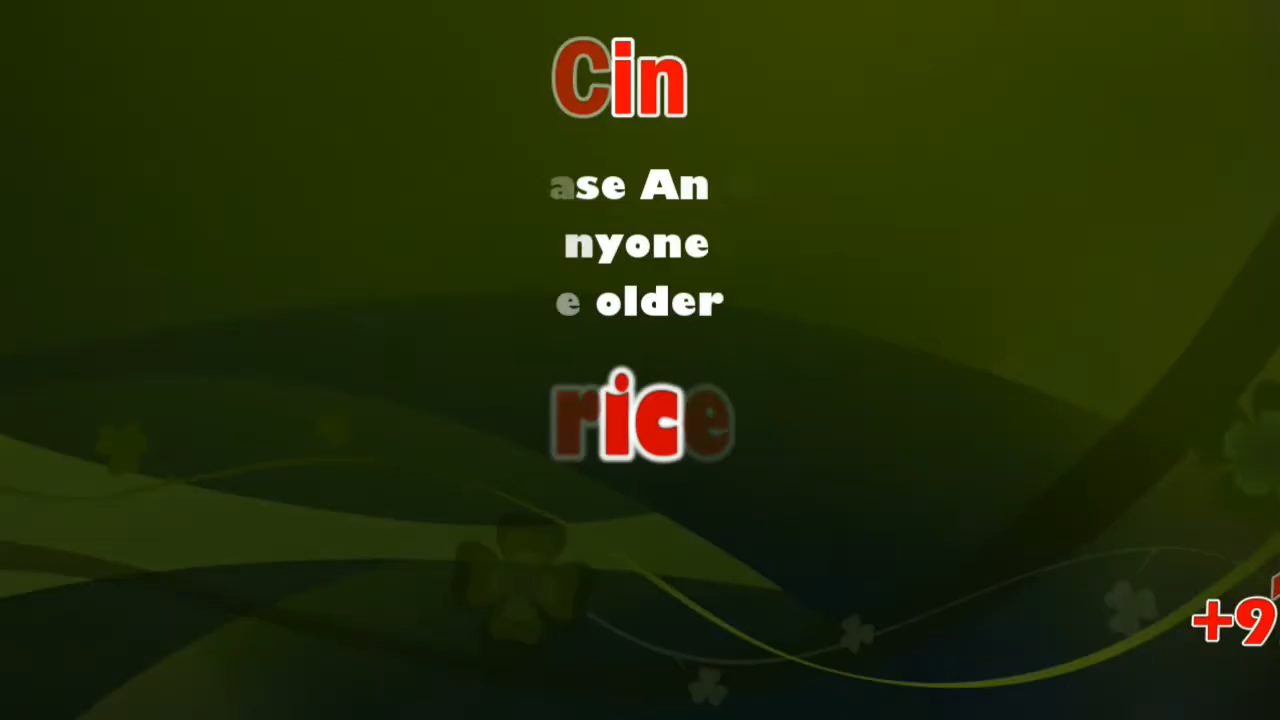 Cin
ase An
nyone
e older
rice
+9